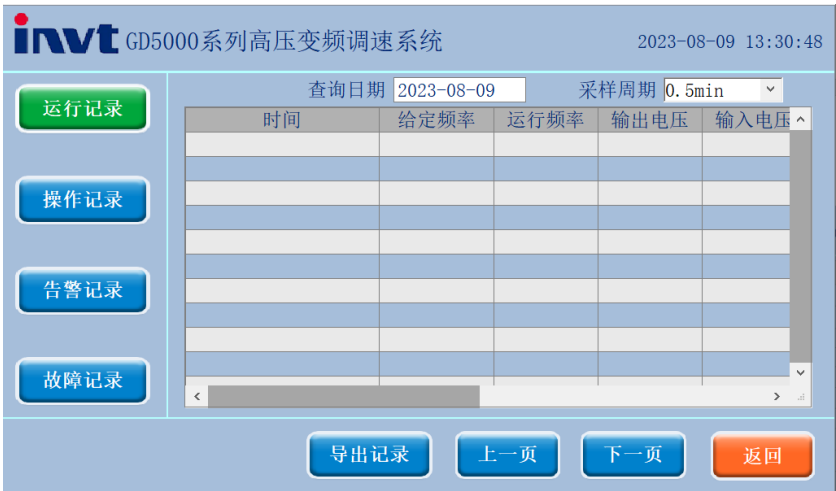 invt GD5000系列高压变频调速系统 2023-08-09 13:30:48
查询日期 2023-08-09 采样周期 0.5min
运行记录
时间 给定频率 运行频率 输出电压 输入电压
操作记录
告警记录
故障记录
导出记录 上一页 下一页 返回